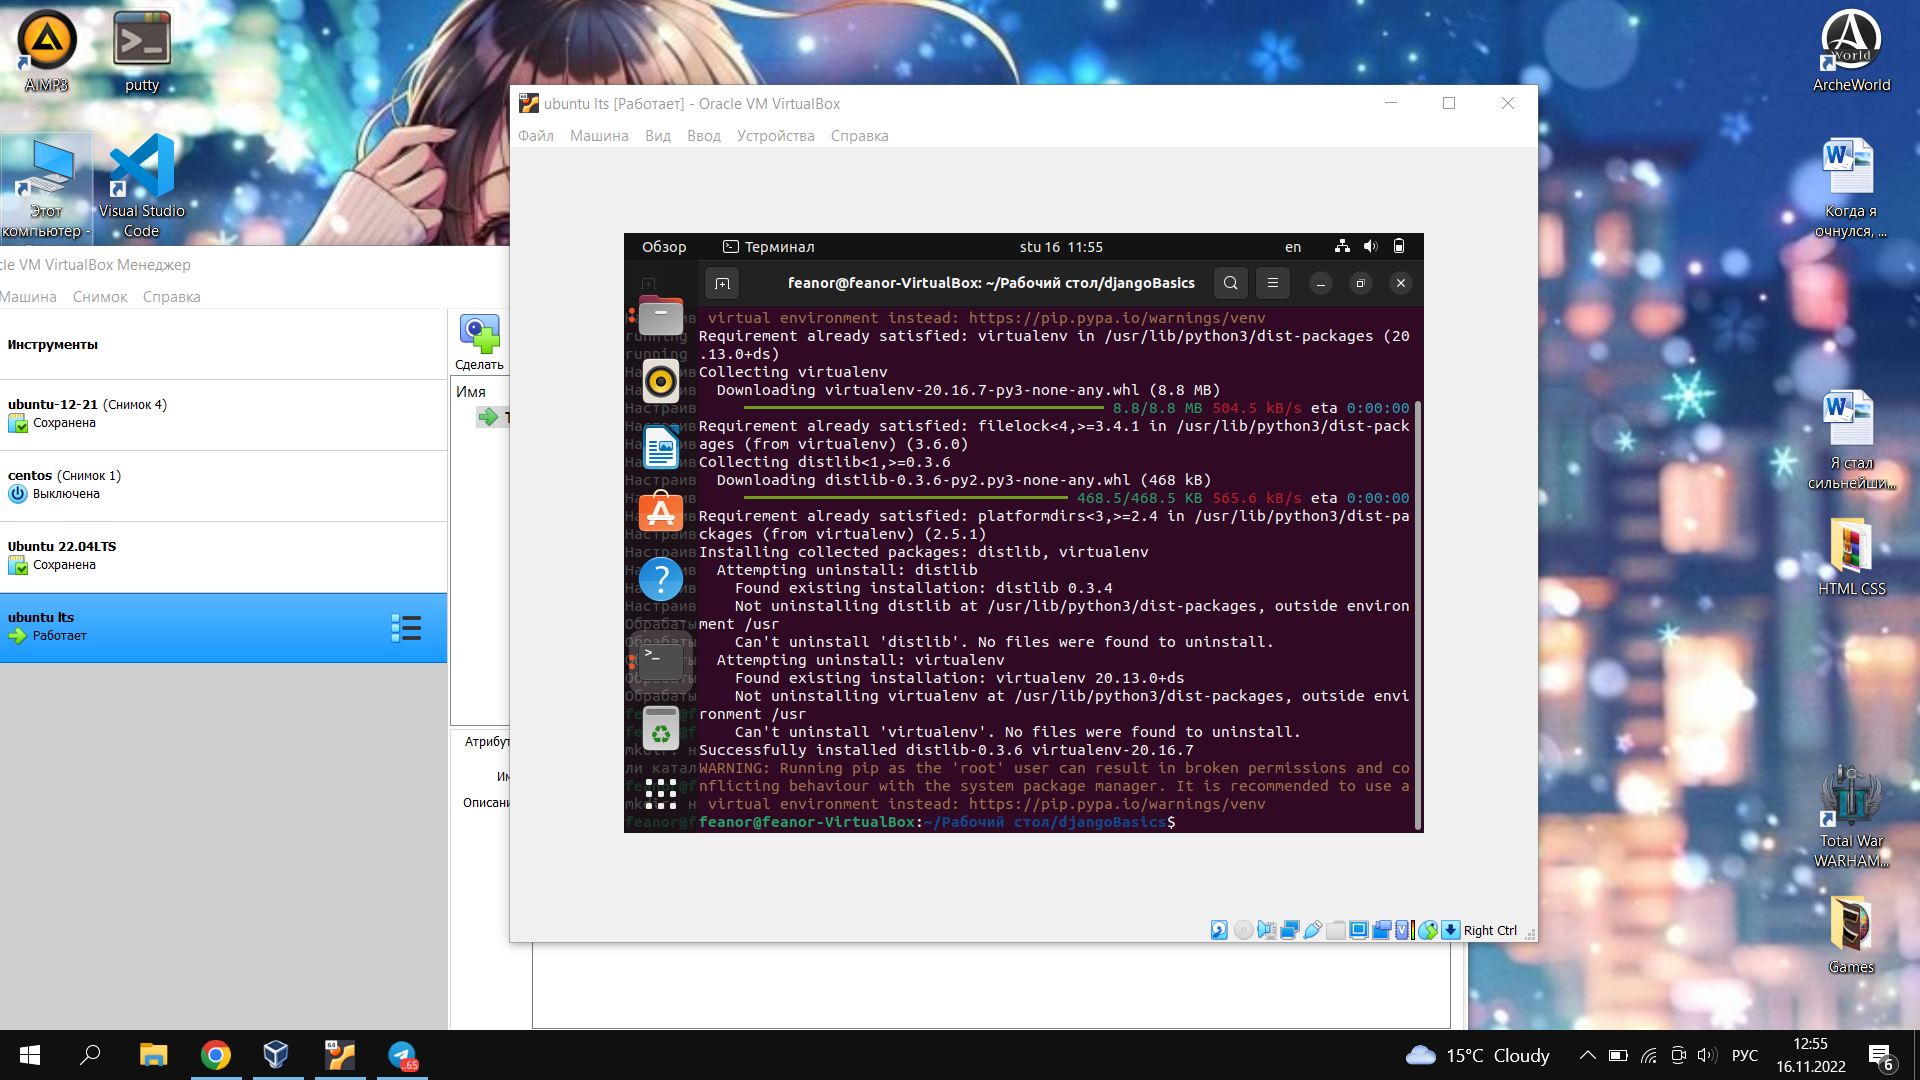 AIMP3
putty
Этот
компьютер -
Visual Studio
Code
cle VM VirtualBox Менеджер
Машина Снимок Справка
Инструменты
ubuntu-12-21 (Снимок 4)
Сохранена
centos (Снимок 1)
Выключена
Ubuntu 22.04LTS
Сохранена
ubuntu lts
Работает
Сделать
Имя
Атрибут
Им
Описани
ubuntu lts [Работает] - Oracle VM VirtualBox
Файл Машина Вид Ввод Устройства Справка
Обзор Терминал stu 16 11:55 en
feanor@feanor-VirtualBox: ~/Рабочий стол/djangoBasics
virtual environment instead: https://pip.pypa.io/warnings/venv
Requirement already satisfied: virtualenv in /usr/lib/python3/dist-packages (20
.13.0+ds)
Collecting virtualenv
Downloading virtualenv-20.16.7-py3-none-any.whl (8.8 MB)
8.8/8.8 MB 504.5 kB/s eta 0:00:00
Requirement already satisfied: filelock<4,>=3.4.1 in /usr/lib/python3/dist-pack
ages (from virtualenv) (3.6.0)
Collecting distlib<1,>=0.3.6
Downloading distlib-0.3.6-py2.py3-none-any.whl (468 kB)
468.5/468.5 KB 565.6 kB/s eta 0:00:00
Requirement already satisfied: platformdirs<3,>=2.4 in /usr/lib/python3/dist-pa
ckages (from virtualenv) (2.5.1)
Installing collected packages: distlib, virtualenv
Attempting uninstall: distlib
Found existing installation: distlib 0.3.4
Not uninstalling distlib at /usr/lib/python3/dist-packages, outside environ
ment /usr
Can't uninstall 'distlib'. No files were found to uninstall.
Attempting uninstall: virtualenv
Found existing installation: virtualenv 20.13.0+ds
Not uninstalling virtualenv at /usr/lib/python3/dist-packages, outside envi
ronment /usr
Can't uninstall 'virtualenv'. No files were found to uninstall.
Successfully installed distlib-0.3.6 virtualenv-20.16.7
WARNING: Running pip as the 'root' user can result in broken permissions and co
nflicting behaviour with the system package manager. It is recommended to use a
virtual environment instead: https://pip.pypa.io/warnings/venv
feanor@feanor-VirtualBox:~/Рабочий стол/djangoBasics$
Right Ctrl
ArcheWorld
Когда я
очнулся, ...
Я стал
сильнейши...
HTML CSS
Total War
WARHAM...
Games
15°C Cloudy
РУС
12:55
16.11.2022
6